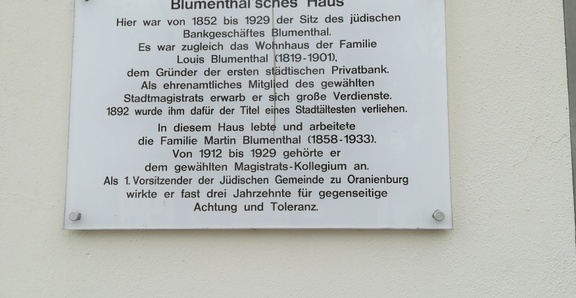 Blumenthal'sches Haus
Hier war von 1852 bis 1929 der Sitz des jüdischen
Bankgeschäftes Blumenthal.
Es war zugleich das Wohnhaus der Familie
Louis Blumenthal (1819-1901),
dem Gründer der ersten städtischen Privatbank.
Als ehrenamtliches Mitglied des gewählten
Stadtmagistrats erwarb er sich große Verdienste.
1892 wurde ihm dafür der Titel eines Stadtältesten verliehen.
In diesem Haus lebte und arbeitete
die Familie Martin Blumenthal (1858-1933).
Von 1912 bis 1929 gehörte er
dem gewählten Magistrats-Kollegium an.
Als 1. Vorsitzender der Jüdischen Gemeinde zu Oranienburg
wirkte er fast drei Jahrzehnte für gegenseitige
Achtung und Toleranz.